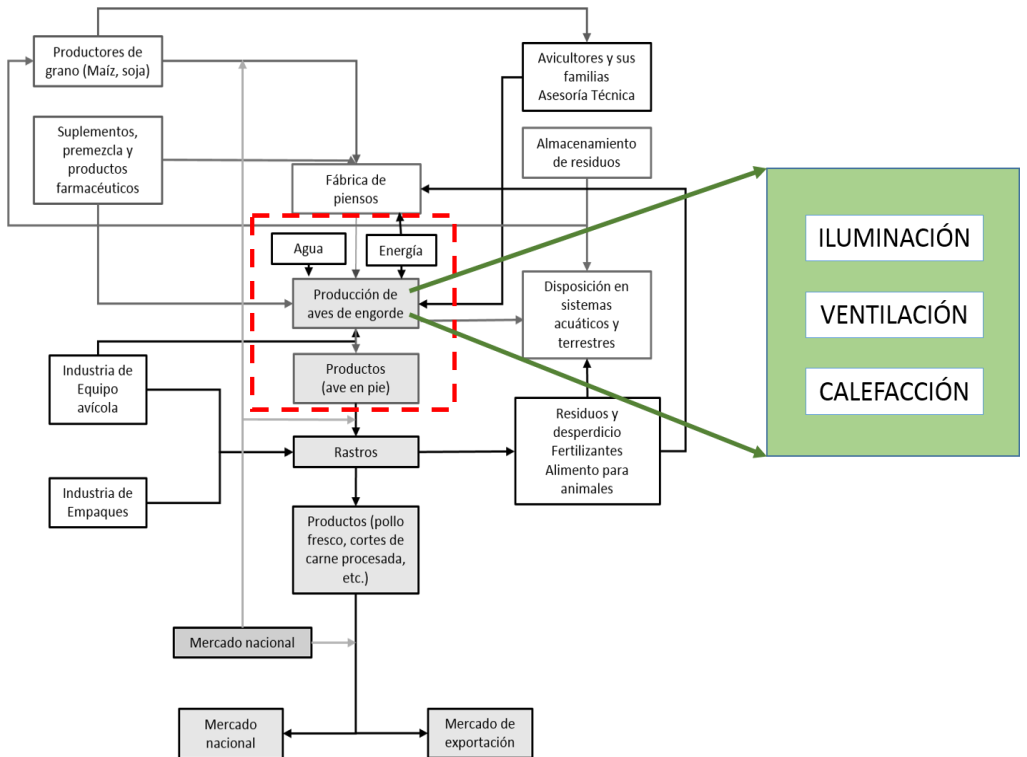 Productores de
grano (Maíz, soja)
Avicultores y sus
familias
Asesoría Técnica
Suplementos,
premezcla y
productos
farmacéuticos
Almacenamiento
de residuos
Fábrica de
piensos
Agua
Energía
Producción de
aves de engorde
Disposición en
sistemas
acuáticos y
terrestres
ILUMINACIÓN
VENTILACIÓN
CALEFACCIÓN
Industria de
Equipo
avícola
Productos
(ave en pie)
Rastros
Residuos y
desperdicio
Fertilizantes
Alimento para
animales
Industria de
Empaques
Productos (pollo
fresco, cortes de
carne procesada,
etc.)
Mercado nacional
Mercado
nacional
Mercado de
exportación